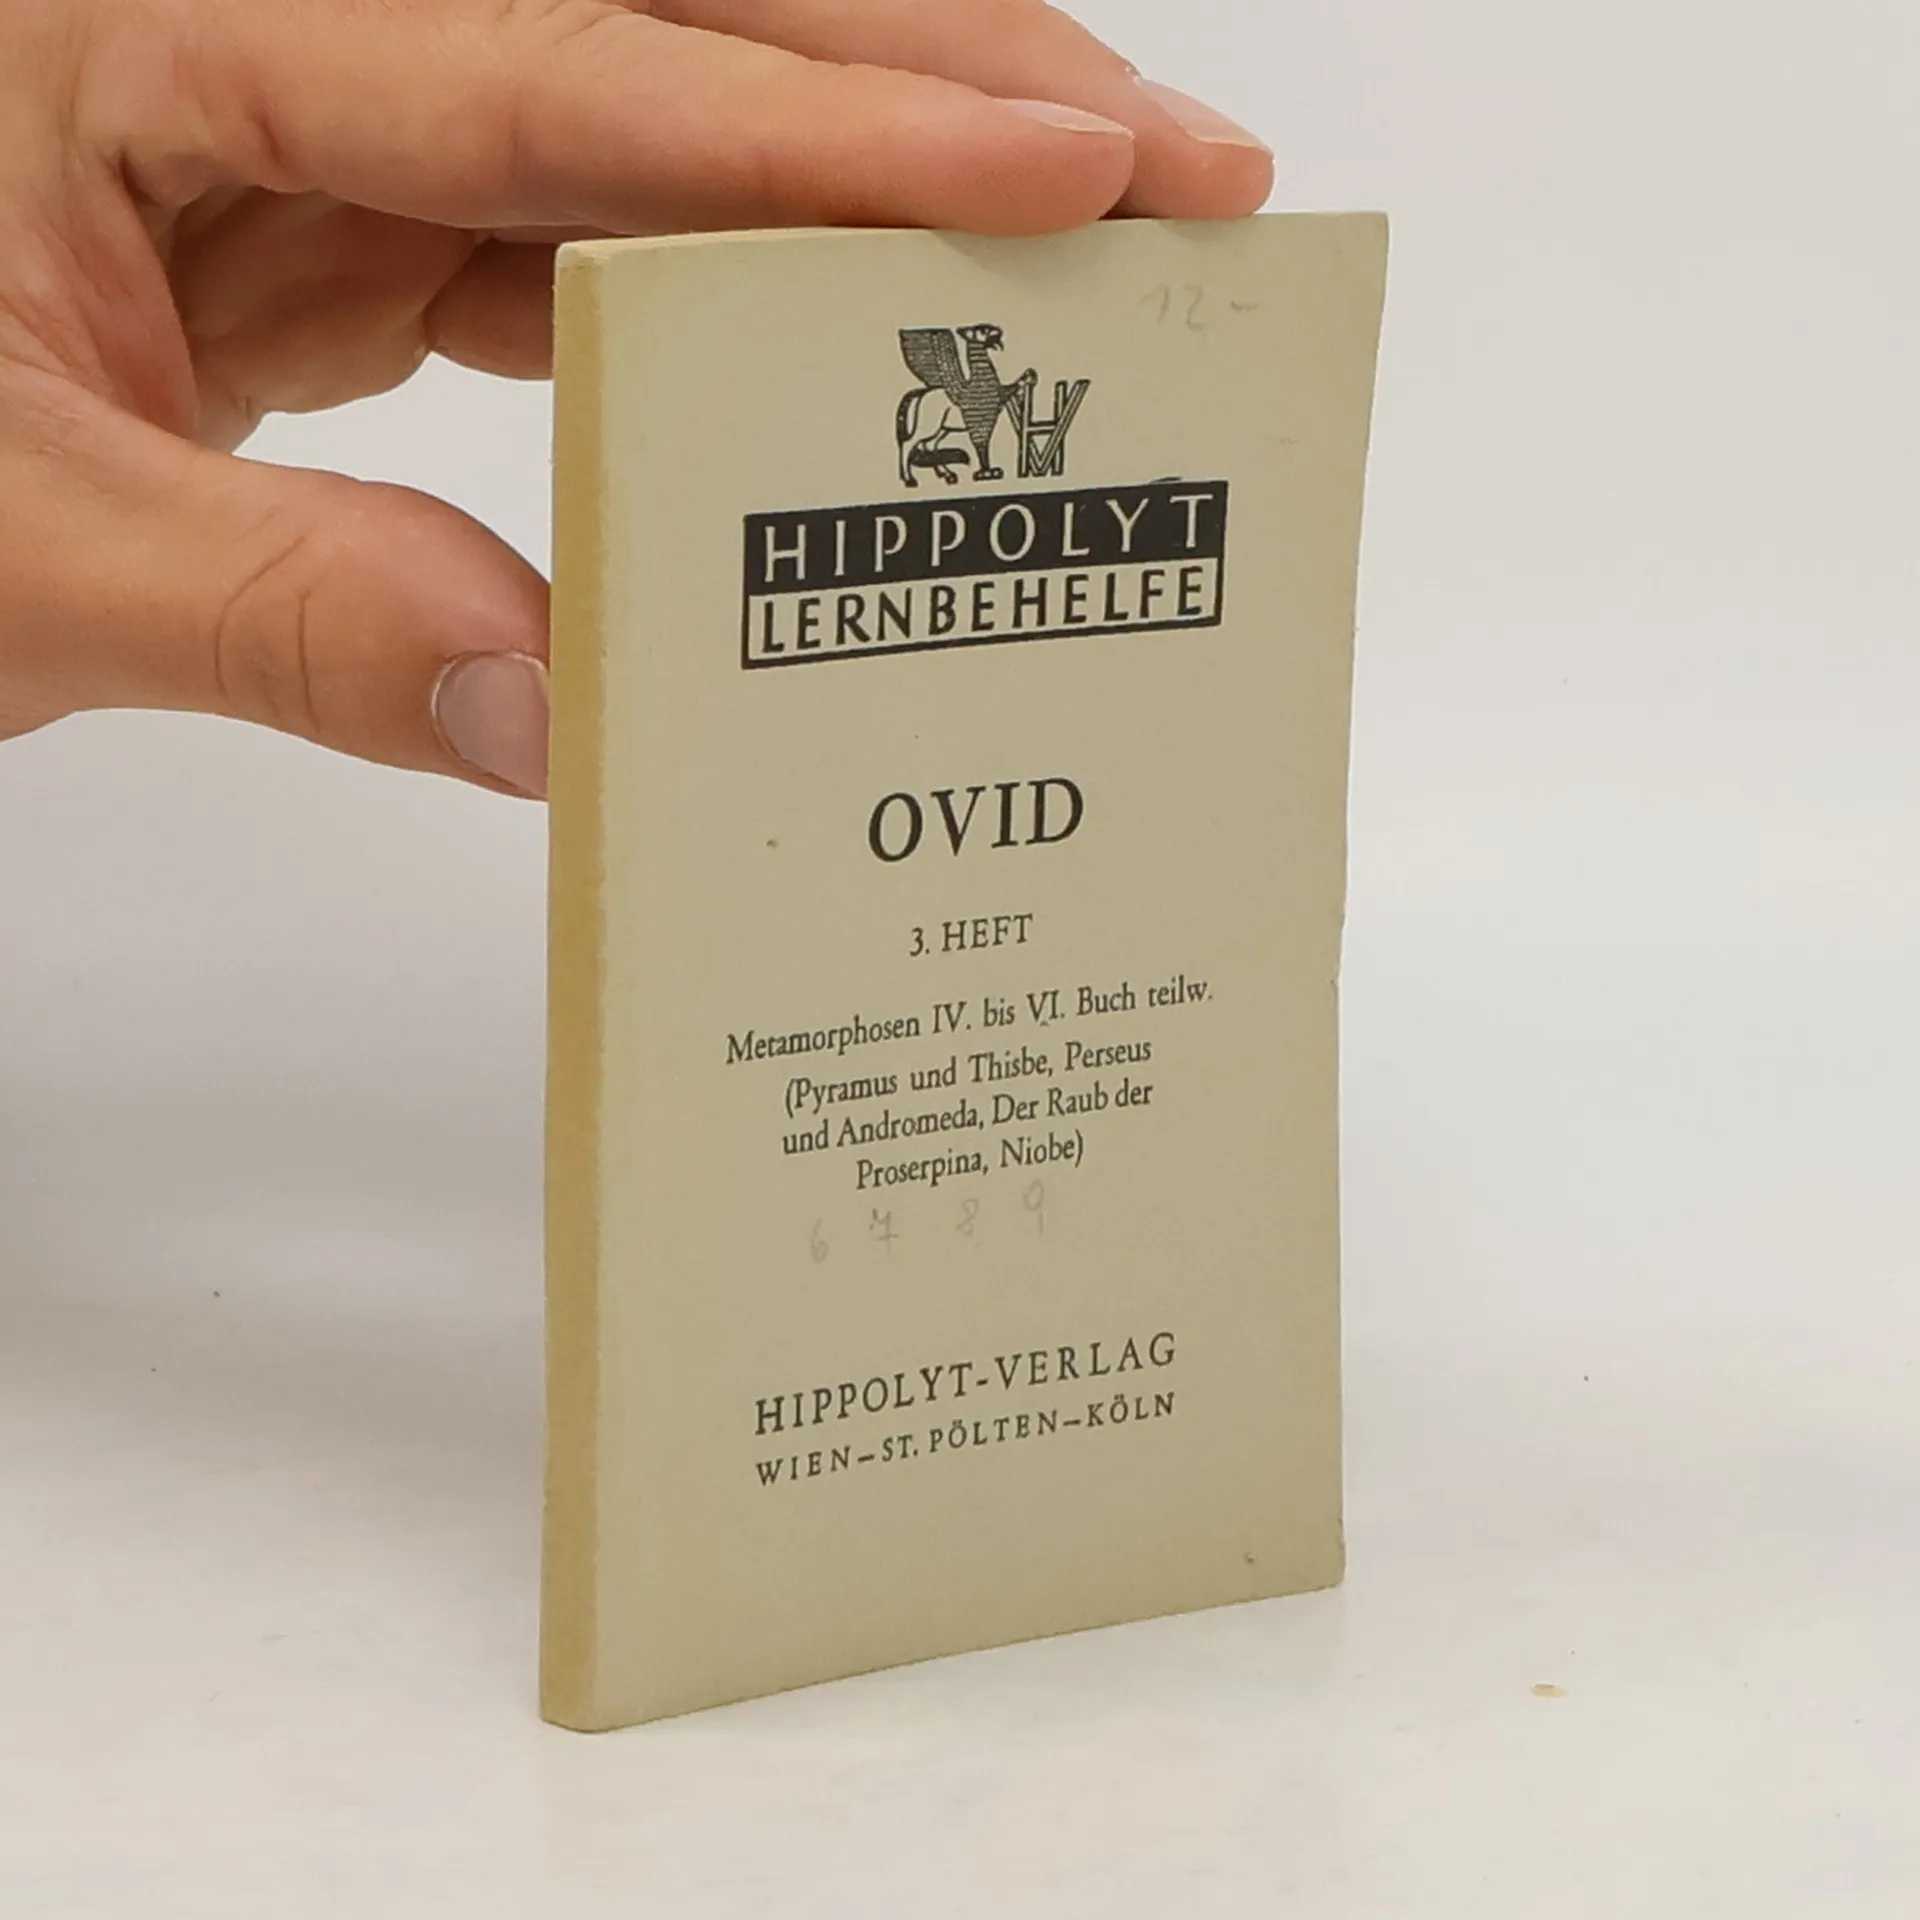 12-
HIPPOLYT
LERNBEHELFE
OVID
3. HEFT
Metamorphosen IV. bis VI. Buch teilw.
(Pyramus und Thisbe, Perseus
und Andromeda, Der Raub der
Proserpina, Niobe)
6 7 8 9
HIPPOLYT-VERLAG
WIEN–ST. PÖLTEN–KÖLN